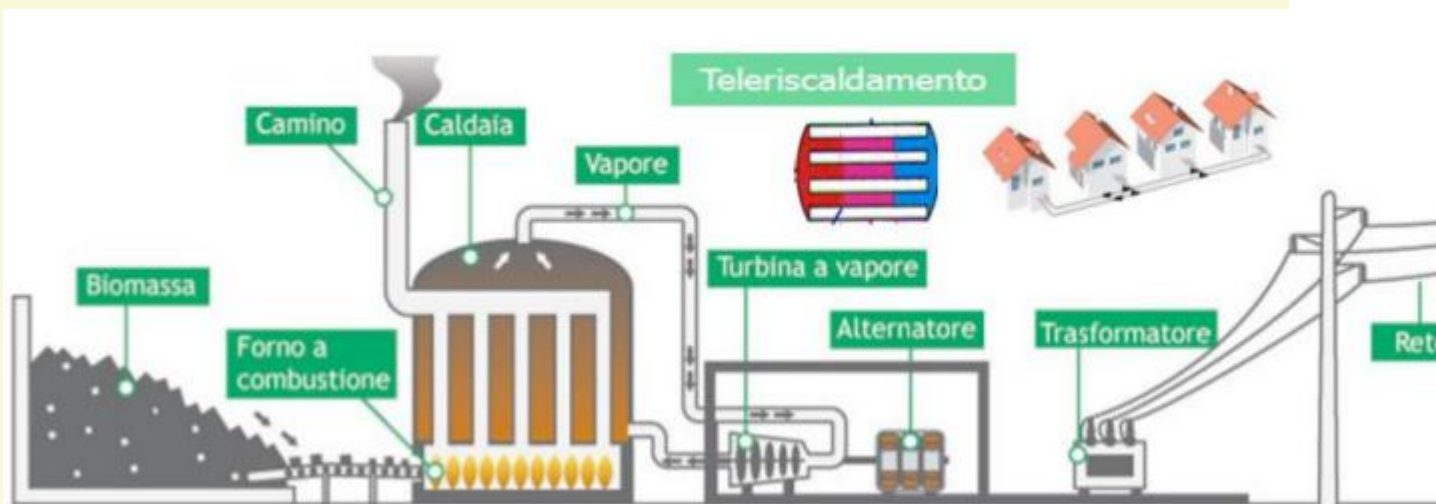 Teleriscaldamento
Camino
Caldaia
Vapore
Biomassa
Turbina a vapore
Forno a
combustione
Alternatore
Trasformatore